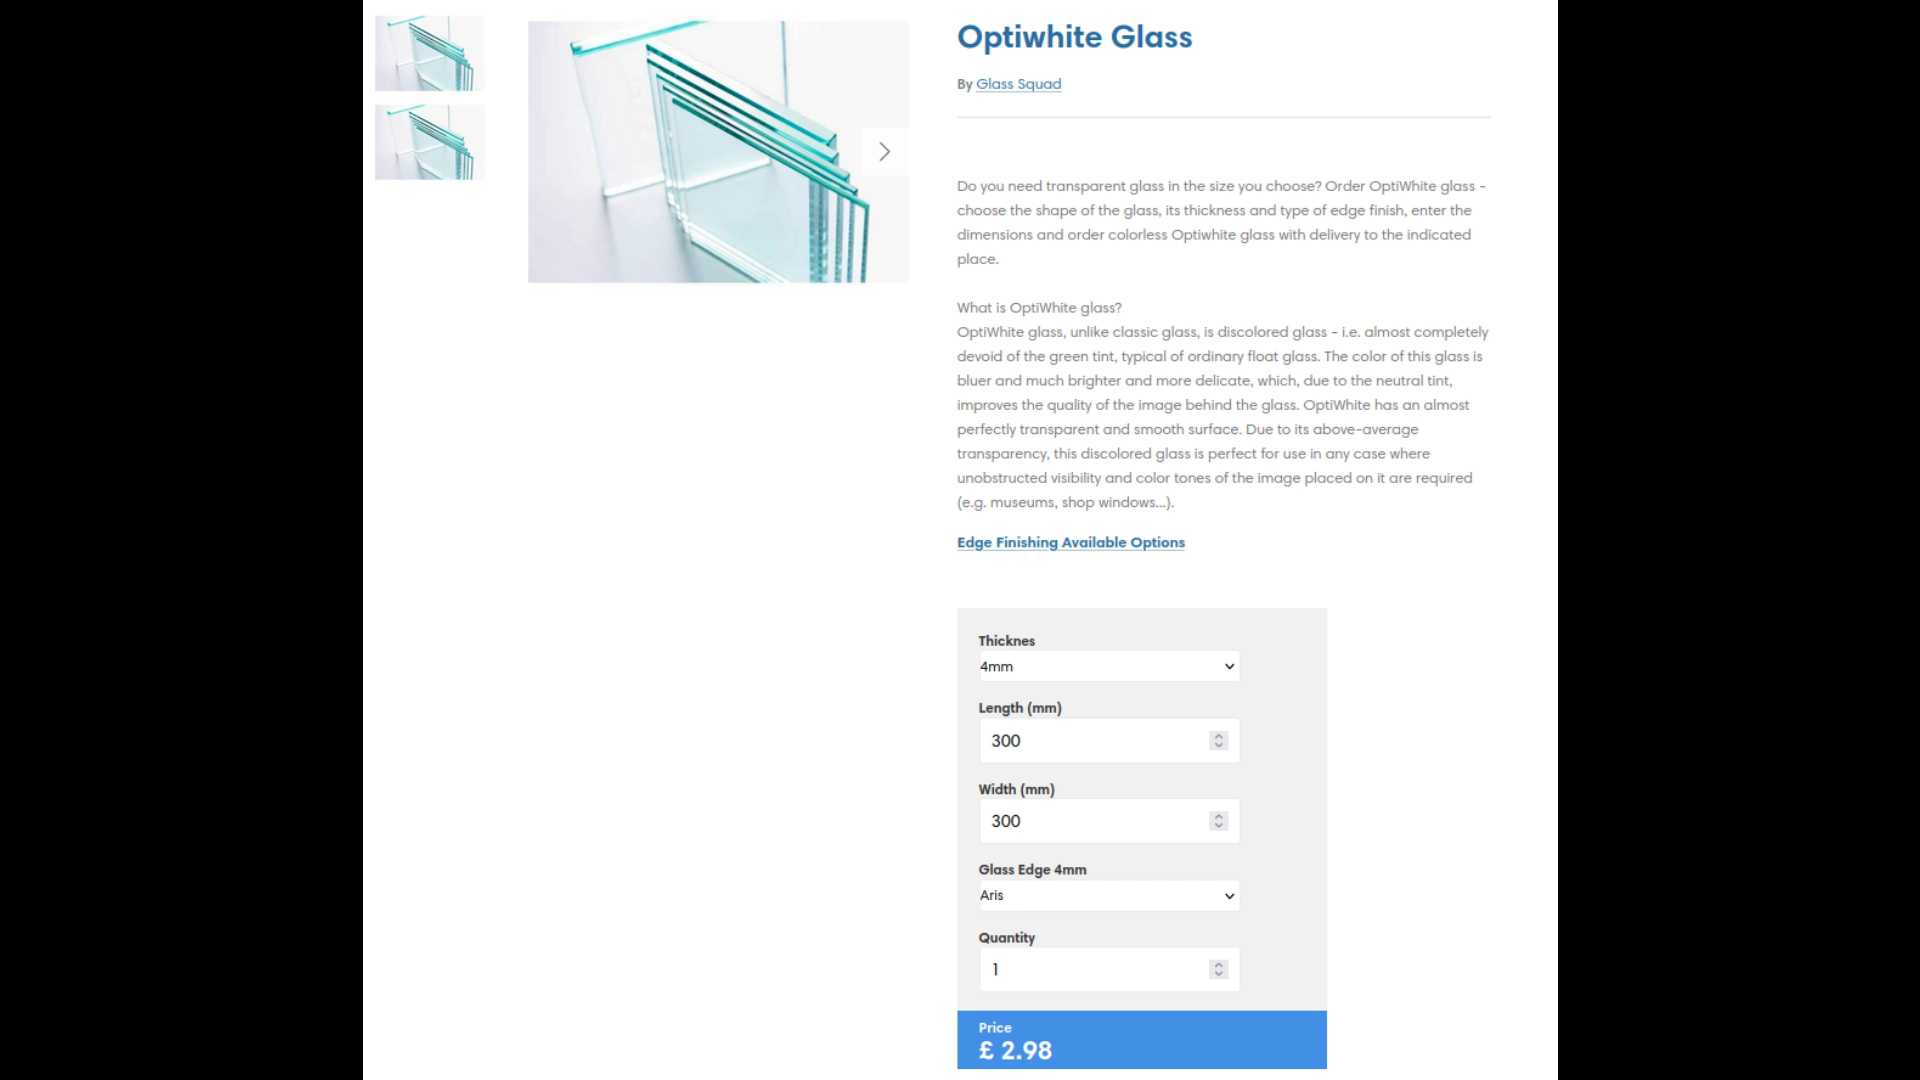 Optiwhite Glass
By Glass Squad
Do you need transparent glass in the size you choose? Order OptiWhite glass -
choose the shape of the glass, its thickness and type of edge finish, enter the
dimensions and order colorless Optiwhite glass with delivery to the indicated
place.
What is OptiWhite glass?
OptiWhite glass, unlike classic glass, is discolored glass - i.e. almost completely
devoid of the green tint, typical of ordinary float glass. The color of this glass is
bluer and much brighter and more delicate, which, due to the neutral tint,
improves the quality of the image behind the glass. OptiWhite has an almost
perfectly transparent and smooth surface. Due to its above-average
transparency, this discolored glass is perfect for use in any case where
unobstructed visibility and color tones of the image placed on it are required
(e.g. museums, shop windows...).
Edge Finishing Available Options
Thicknes
4mm
Length (mm)
300
Width (mm)
300
Glass Edge 4mm
Aris
Quantity
1
Price
£ 2.98